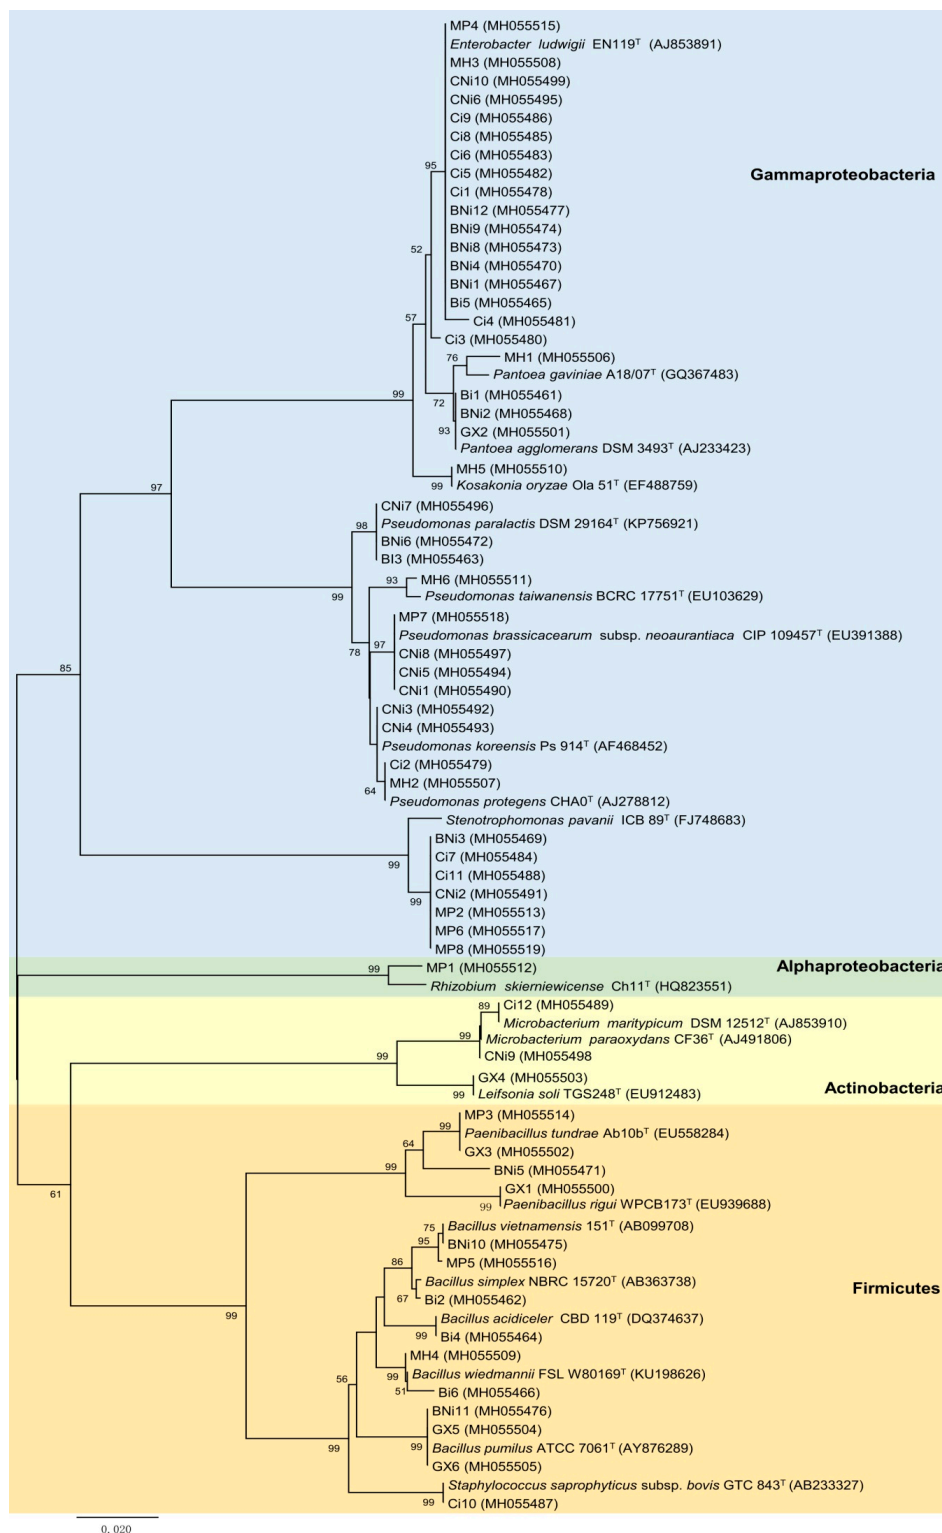 MP4 (MH055515)
Enterobacter ludwigii EN119ᵀ (AJ853891)
MH3 (MH055508)
CNi10 (MH055499)
CNi6 (MH055495)
Ci9 (MH055486)
Ci8 (MH055485)
Ci6 (MH055483)
95
Ci5 (MH055482)
Gammaproteobacteria
Ci1 (MH055478)
BNi12 (MH055477)
BNi9 (MH055474)
BNi8 (MH055473)
52
BNi4 (MH055470)
BNi1 (MH055467)
Bi5 (MH055465)
57
Ci4 (MH055481)
Ci3 (MH055480)
76
MH1 (MH055506)
Pantoea gaviniae A18/07ᵀ (GQ367483)
99
Bi1 (MH055461)
72
BNi2 (MH055468)
93
GX2 (MH055501)
Pantoea agglomerans DSM 3493ᵀ (AJ233423)
MH5 (MH055510)
99
Kosakonia oryzae Ola 51ᵀ (EF488759)
97
CNi7 (MH055496)
98
Pseudomonas paralactis DSM 29164ᵀ (KP756921)
BNi6 (MH055472)
BI3 (MH055463)
93
MH6 (MH055511)
99
Pseudomonas taiwanensis BCRC 17751ᵀ (EU103629)
MP7 (MH055518)
Pseudomonas brassicacearum subsp. neoaurantiaca CIP 109457ᵀ (EU391388)
97
78
CNi8 (MH055497)
85
CNi5 (MH055494)
CNi1 (MH055490)
CNi3 (MH055492)
CNi4 (MH055493)
Pseudomonas koreensis Ps 914ᵀ (AF468452)
Ci2 (MH055479)
MH2 (MH055507)
64
Pseudomonas protegens CHA0ᵀ (AJ278812)
Stenotrophomonas pavanii ICB 89ᵀ (FJ748683)
BNi3 (MH055469)
Ci7 (MH055484)
99
Ci11 (MH055488)
CNi2 (MH055491)
99
MP2 (MH055513)
MP6 (MH055517)
MP8 (MH055519)
99
MP1 (MH055512)
Alphaproteobacteria
Rhizobium skierniewicense Ch11ᵀ (HQ823551)
89
Ci12 (MH055489)
Microbacterium maritypicum DSM 12512ᵀ (AJ853910)
99
Microbacterium paraoxydans CF36ᵀ (AJ491806)
99
CNi9 (MH055498
GX4 (MH055503)
99
Leifsonia soli TGS248ᵀ (EU912483)
Actinobacteria
MP3 (MH055514)
99
Paenibacillus tundrae Ab10bᵀ (EU558284)
64
GX3 (MH055502)
99
BNi5 (MH055471)
61
GX1 (MH055500)
99
Paenibacillus rigui WPCB173ᵀ (EU939688)
75
Bacillus vietnamensis 151ᵀ (AB099708)
95
BNi10 (MH055475)
86
MP5 (MH055516)
Bacillus simplex NBRC 15720ᵀ (AB363738)
Firmicutes
67
Bi2 (MH055462)
99
Bacillus acidiceler CBD 119ᵀ (DQ374637)
99
Bi4 (MH055464)
MH4 (MH055509)
56
99
Bacillus wiedmannii FSL W80169ᵀ (KU198626)
51
Bi6 (MH055466)
BNi11 (MH055476)
GX5 (MH055504)
99
99
Bacillus pumilus ATCC 7061ᵀ (AY876289)
GX6 (MH055505)
Staphylococcus saprophyticus subsp. bovis GTC 843ᵀ (AB233327)
99
Ci10 (MH055487)
0.020